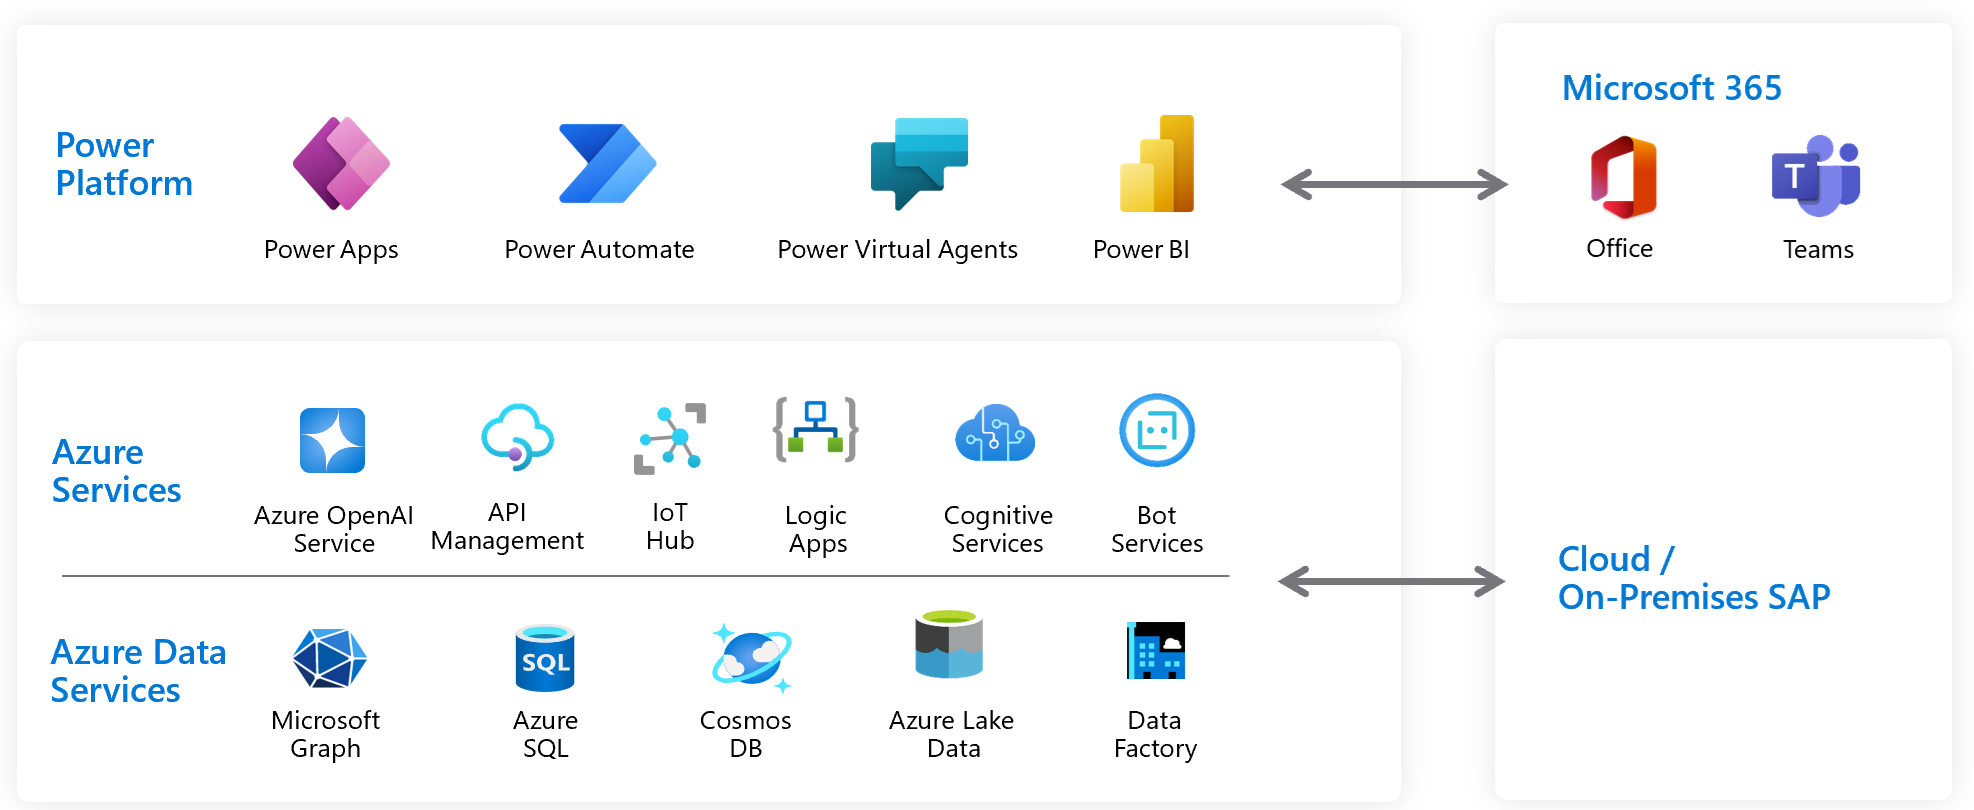 Power
Platform
Power Apps
Power Automate
Power Virtual Agents
Power BI
Microsoft 365
T
Office
Teams
Azure
Services
Azure OpenAI
Service
API
Management
IoT
Hub
Logic
Apps
Cognitive
Services
Bot
Services
Azure Data
Services
Microsoft
Graph
SQL
Azure
SQL
Cosmos
DB
Azure Lake
Data
Data
Factory
Cloud /
On-Premises SAP